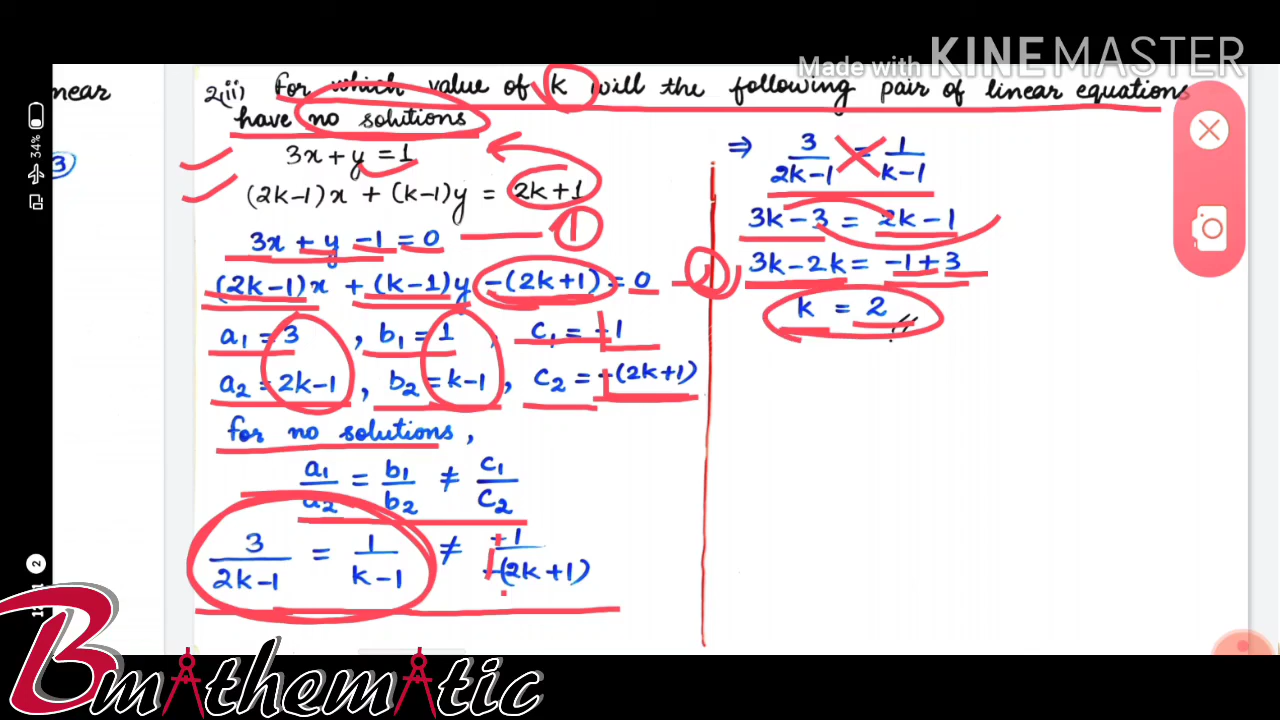 Made with KINEMASTER
near
2(ii) For which value of k will the following pair of linear equations
have no solutions
3x + y = 1
(2k-1)x + (k-1)y = 2k+1
3x + y - 1 = 0 ①
(2k-1)x + (k-1)y - (2k+1) = 0
a₁ = 3 , b₁ = 1 , c₁ = -1
a₂ = 2k-1 , b₂ = k-1 , c₂ = -(2k+1)
for no solutions,
a₁/a₂ = b₁/b₂ ≠ c₁/c₂
3/(2k-1) = 1/(k-1) ≠ -1/-(2k+1)
⇒ 3/(2k-1) = 1/(k-1)
3k-3 = 2k-1
3k-2k = -1+3
k = 2
3
34%
2
Bmathematic